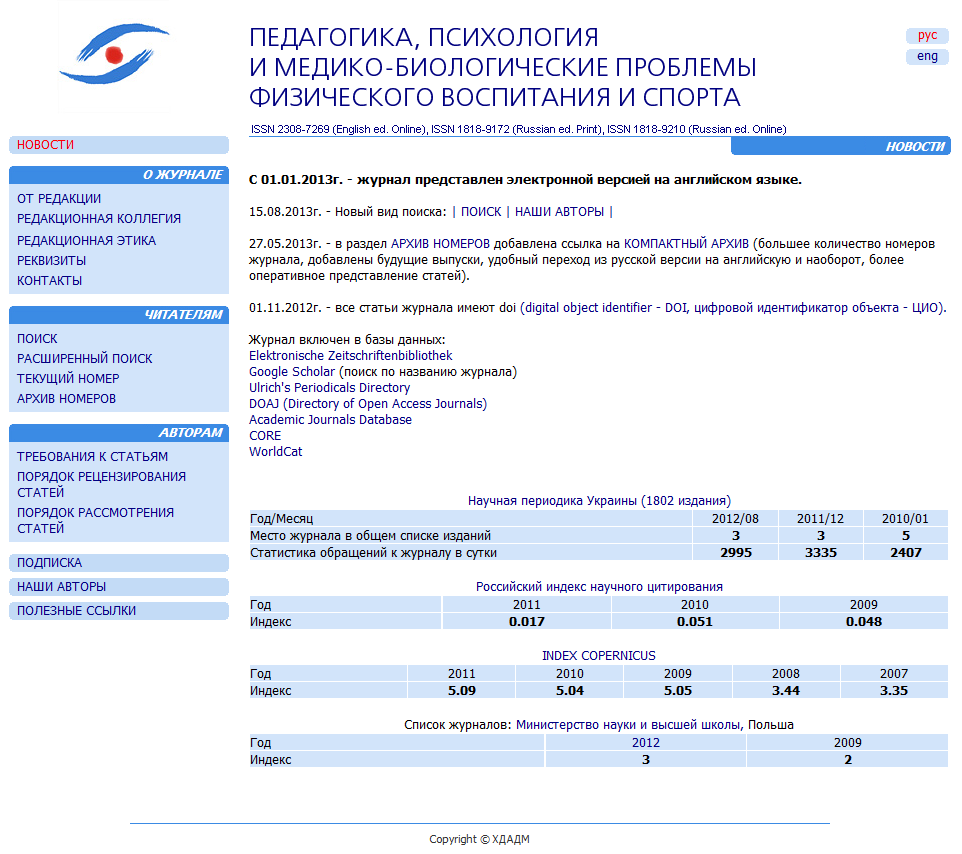 ПЕДАГОГИКА, ПСИХОЛОГИЯ
И МЕДИКО-БИОЛОГИЧЕСКИЕ ПРОБЛЕМЫ
ФИЗИЧЕСКОГО ВОСПИТАНИЯ И СПОРТА
рус
eng
ISSN 2308-7269 (English ed. Online), ISSN 1818-9172 (Russian ed. Print), ISSN 1818-9210 (Russian ed. Online)
НОВОСТИ
О ЖУРНАЛЕ
ОТ РЕДАКЦИИ
РЕДАКЦИОННАЯ КОЛЛЕГИЯ
РЕДАКЦИОННАЯ ЭТИКА
РЕКВИЗИТЫ
КОНТАКТЫ
ЧИТАТЕЛЯМ
ПОИСК
РАСШИРЕННЫЙ ПОИСК
ТЕКУЩИЙ НОМЕР
АРХИВ НОМЕРОВ
АВТОРАМ
ТРЕБОВАНИЯ К СТАТЬЯМ
ПОРЯДОК РЕЦЕНЗИРОВАНИЯ
СТАТЕЙ
ПОРЯДОК РАССМОТРЕНИЯ
СТАТЕЙ
ПОДПИСКА
НАШИ АВТОРЫ
ПОЛЕЗНЫЕ ССЫЛКИ
НОВОСТИ
С 01.01.2013г. - журнал представлен электронной версией на английском языке.
15.08.2013г. - Новый вид поиска: | ПОИСК | НАШИ АВТОРЫ |
27.05.2013г. - в раздел АРХИВ НОМЕРОВ добавлена ссылка на КОМПАКТНЫЙ АРХИВ (большее количество номеров
журнала, добавлены будущие выпуски, удобный переход из русской версии на английскую и наоборот, более
оперативное представление статей).
01.11.2012г. - все статьи журнала имеют doi (digital object identifier - DOI, цифровой идентификатор объекта - ЦИО).
Журнал включен в базы данных:
Elektronische Zeitschriftenbibliothek
Google Scholar (поиск по названию журнала)
Ulrich's Periodicals Directory
DOAJ (Directory of Open Access Journals)
Academic Journals Database
CORE
WorldCat
Научная периодика Украины (1802 издания)
Год/Месяц 2012/08 2011/12 2010/01
Место журнала в общем списке изданий 3 3 5
Статистика обращений к журналу в сутки 2995 3335 2407
Российский индекс научного цитирования
Год 2011 2010 2009
Индекс 0.017 0.051 0.048
INDEX COPERNICUS
Год 2011 2010 2009 2008 2007
Индекс 5.09 5.04 5.05 3.44 3.35
Список журналов: Министерство науки и высшей школы, Польша
Год 2012 2009
Индекс 3 2
Copyright © ХДАДМ